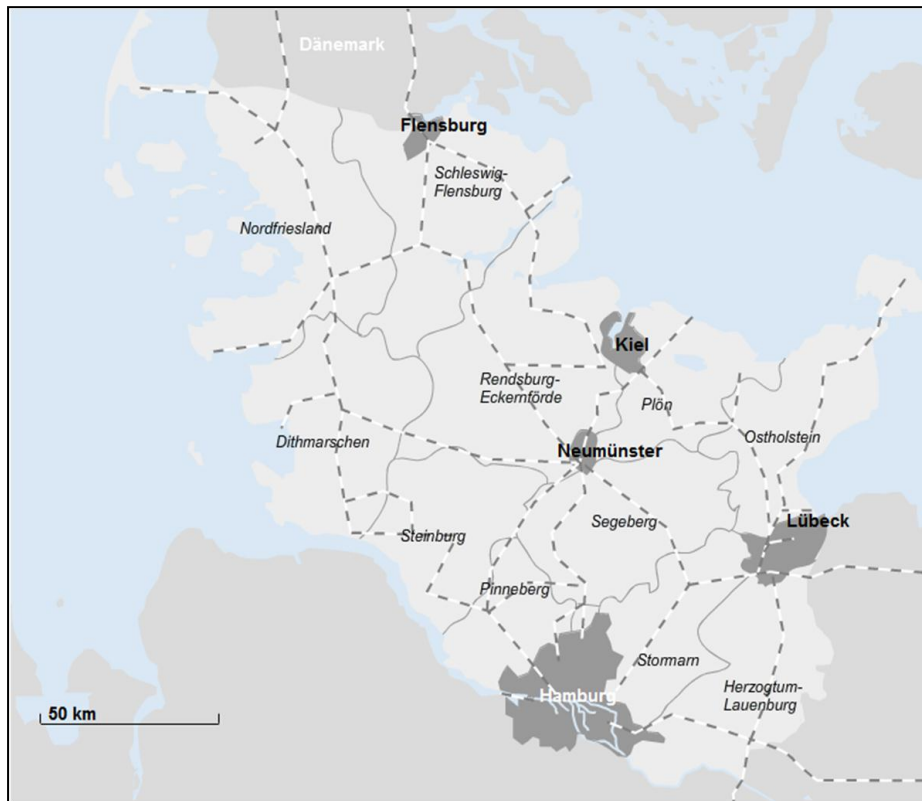 Dänemark
Flensburg
Schleswig-
Flensburg
Nordfriesland
Kiel
Rendsburg-
Eckernförde
Plön
Dithmarschen
Ostholstein
Neumünster
Segeberg
Lübeck
Steinburg
Pinneberg
Stormarn
Hamburg
Herzogtum-
Lauenburg
50 km